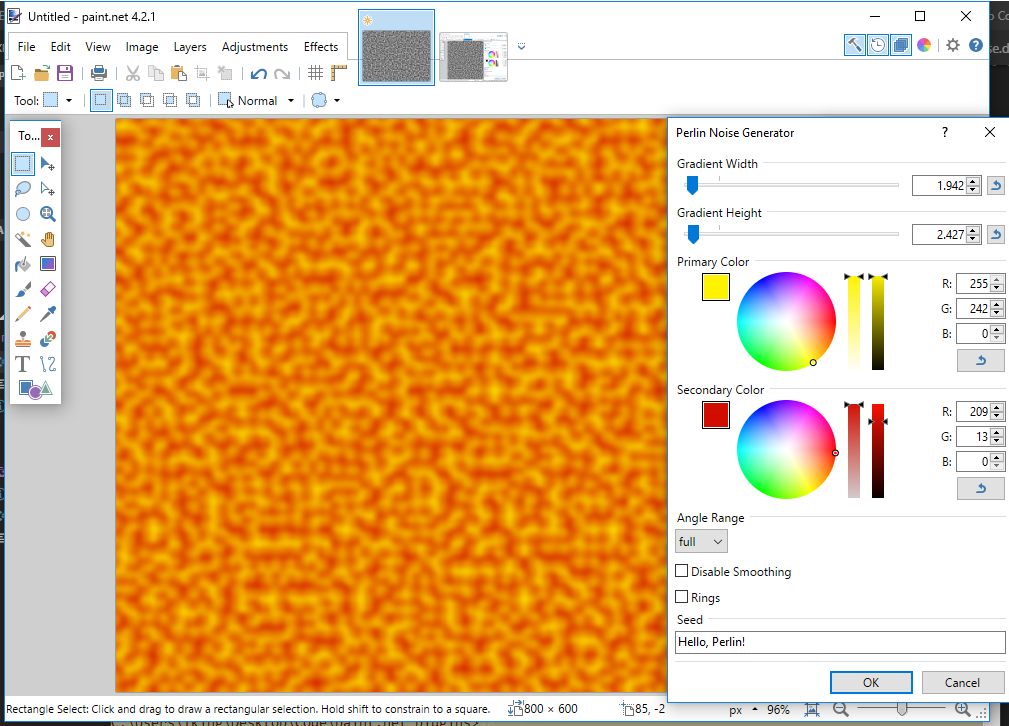 Untitled - paint.net 4.2.1
File Edit View Image Layers Adjustments Effects
Tool: Normal
To...
Perlin Noise Generator
Gradient Width
1.942
Gradient Height
2.427
Primary Color
R: 255
G: 242
B: 0
Secondary Color
R: 209
G: 13
B: 0
Angle Range
full
Disable Smoothing
Rings
Seed
Hello, Perlin!
OK Cancel
Rectangle Select: Click and drag to draw a rectangular selection. Hold shift to constrain to a square. 800 × 600 85, -2 px 96%